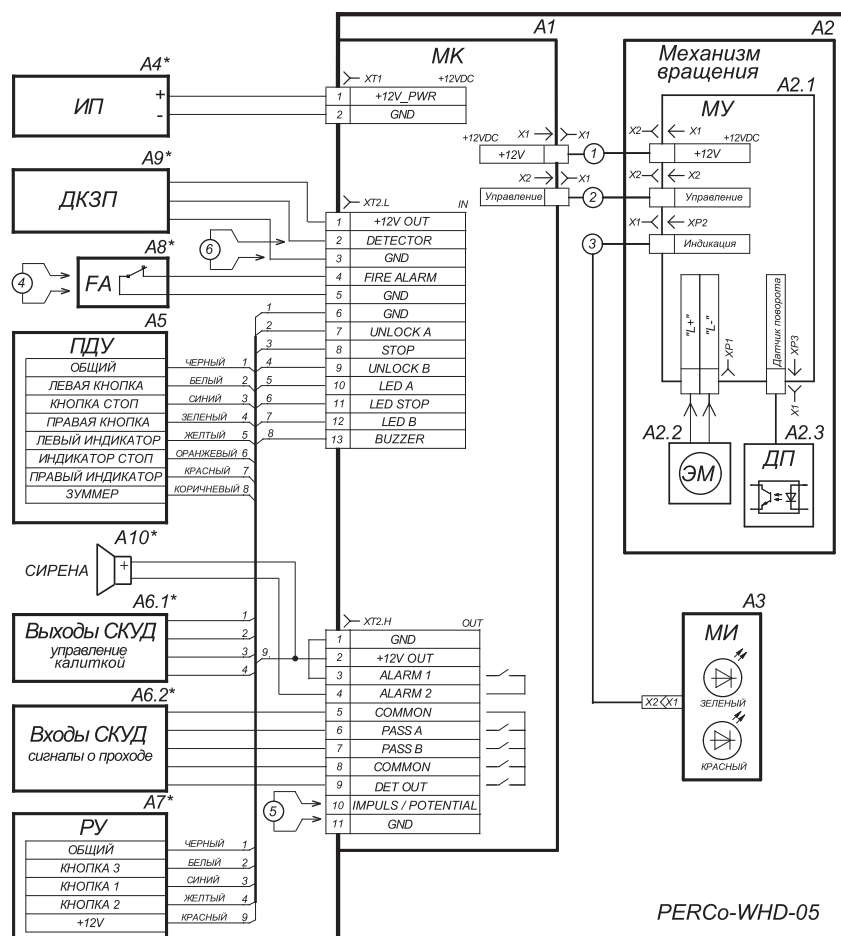 A1
A2
A4*
ИП
+
-
МК
XT1
+12VDC
1 +12V_PWR
2 GND
Механизм вращения
A2.1
МУ
+12VDC
X1
X1
+12V
1
X2
X1
+12VDC
+12V
X2
X1
Управление
2
X2
X2
Управление
3
X1
XP2
Индикация
A9*
ДКЗП
XT2.L
IN
1 +12V OUT
2 DETECTOR
3 GND
4 FIRE ALARM
5 GND
6 GND
7 UNLOCK A
8 STOP
9 UNLOCK B
10 LED A
11 LED STOP
12 LED B
13 BUZZER
6
A8*
FA
4
"L+"
"L-"
XP1
Датчик поворота
XP3
X1
A2.2
ЭМ
A2.3
ДП
A5
ПДУ
ОБЩИЙ ЧЕРНЫЙ 1
ЛЕВАЯ КНОПКА БЕЛЫЙ 2
КНОПКА СТОП СИНИЙ 3
ПРАВАЯ КНОПКА ЗЕЛЕНЫЙ 4
ЛЕВЫЙ ИНДИКАТОР ЖЕЛТЫЙ 5
ИНДИКАТОР СТОП ОРАНЖЕВЫЙ 6
ПРАВЫЙ ИНДИКАТОР КРАСНЫЙ 7
ЗУММЕР КОРИЧНЕВЫЙ 8
1
2
3
4
5
6
7
8
A10*
СИРЕНА
+
A6.1*
Выходы СКУД
управление
калиткой
1
2
3
4
9
XT2.H
OUT
1 GND
2 +12V OUT
3 ALARM 1
4 ALARM 2
5 COMMON
6 PASS A
7 PASS B
8 COMMON
9 DET OUT
10 IMPULS / POTENTIAL
11 GND
A6.2*
Входы СКУД
сигналы о проходе
5
A3
МИ
X2
X1
ЗЕЛЕНЫЙ
КРАСНЫЙ
A7*
РУ
ОБЩИЙ ЧЕРНЫЙ 1
КНОПКА 3 БЕЛЫЙ 2
КНОПКА 1 СИНИЙ 3
КНОПКА 2 ЖЕЛТЫЙ 4
+12V КРАСНЫЙ 9
PERCo-WHD-05